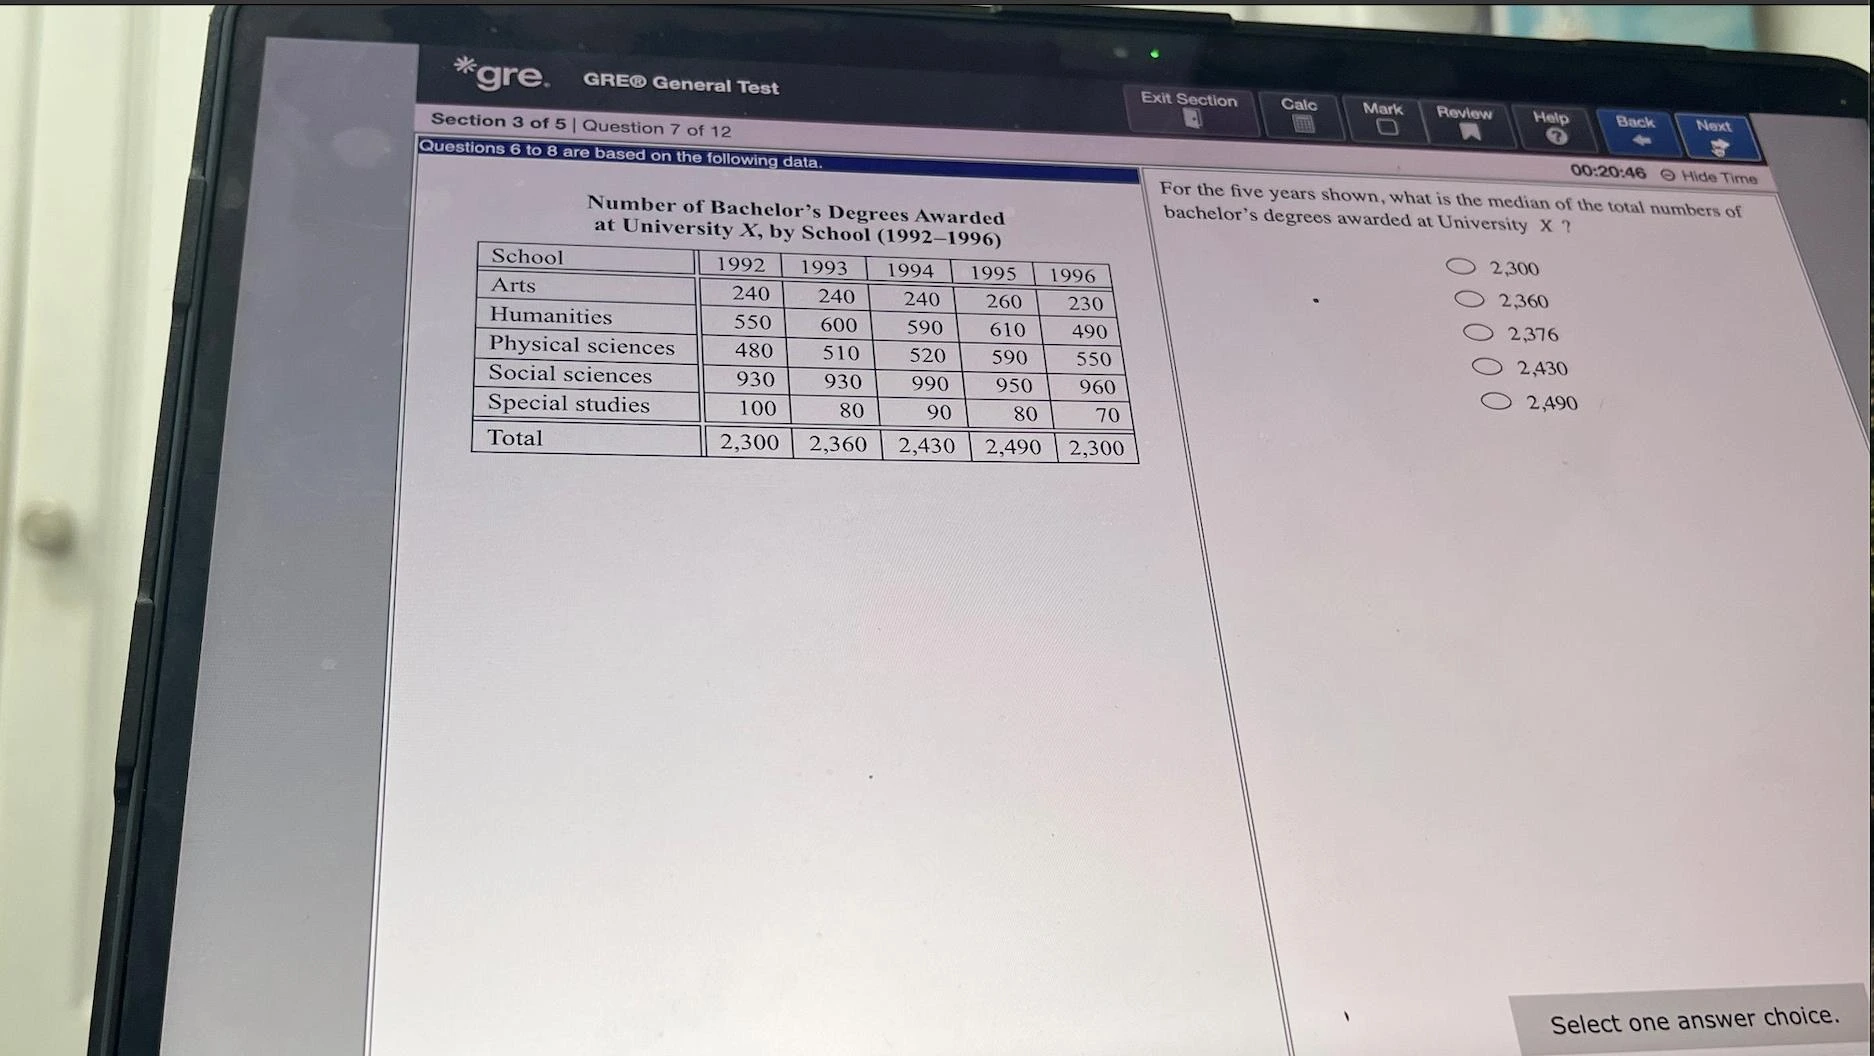 *gre. GRE® General Test
Exit Section Calc Mark Review Help Back Next
Section 3 of 5 | Question 7 of 12
00:20:46 Hide Time
Questions 6 to 8 are based on the following data.
Number of Bachelor's Degrees Awarded
at University X, by School (1992–1996)
School 1992 1993 1994 1995 1996
Arts 240 240 240 260 230
Humanities 550 600 590 610 490
Physical sciences 480 510 520 590 550
Social sciences 930 930 990 950 960
Special studies 100 80 90 80 70
Total 2,300 2,360 2,430 2,490 2,300
For the five years shown, what is the median of the total numbers of
bachelor's degrees awarded at University X ?
2,300
2,360
2,376
2,430
2,490
Select one answer choice.